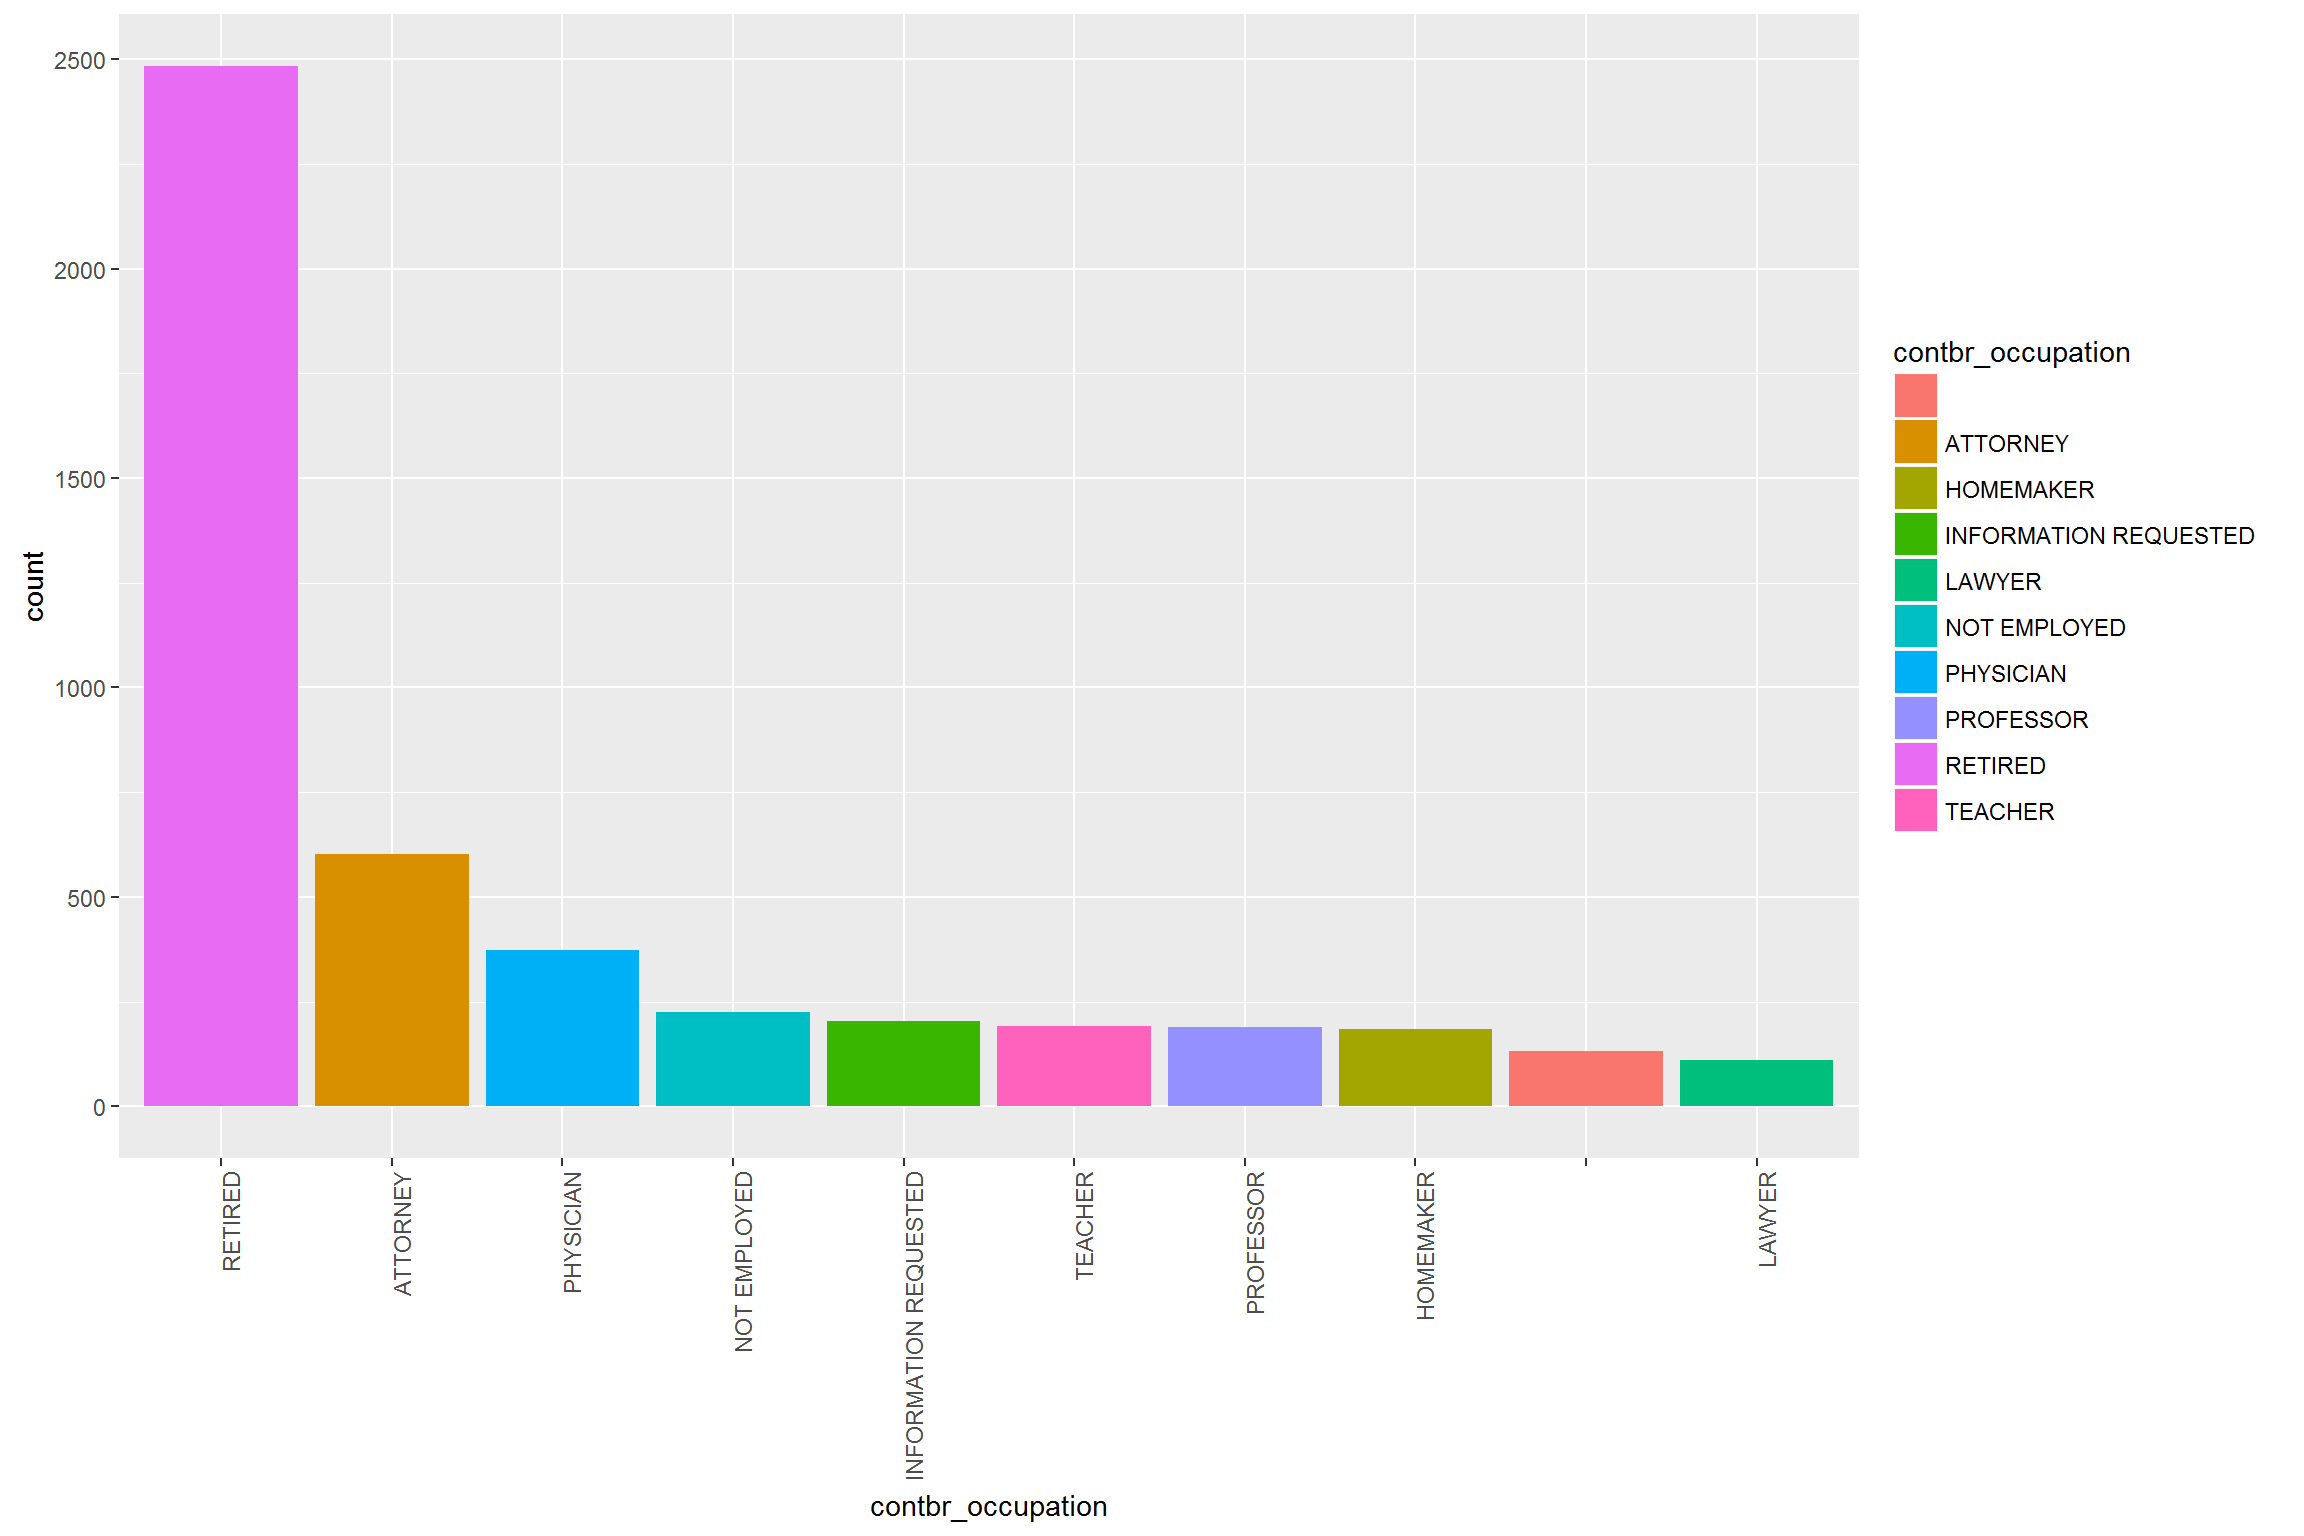 2500
2000
1500
1000
500
0
count
RETIRED
ATTORNEY
PHYSICIAN
NOT EMPLOYED
INFORMATION REQUESTED
TEACHER
PROFESSOR
HOMEMAKER
LAWYER
contbr_occupation
contbr_occupation
ATTORNEY
HOMEMAKER
INFORMATION REQUESTED
LAWYER
NOT EMPLOYED
PHYSICIAN
PROFESSOR
RETIRED
TEACHER